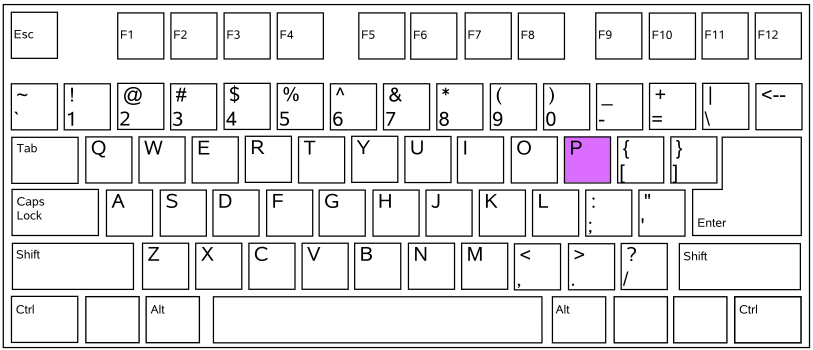 Esc F1 F2 F3 F4 F5 F6 F7 F8 F9 F10 F11 F12
~ ! @ # $ % ^ & * ( ) _ + | <--
` 1 2 3 4 5 6 7 8 9 0 - = \
Tab Q W E R T Y U I O P { }
[ ]
Caps A S D F G H J K L : "
Lock ; '
Enter
Shift Z X C V B N M < > ? Shift
, . /
Ctrl Alt Alt Ctrl